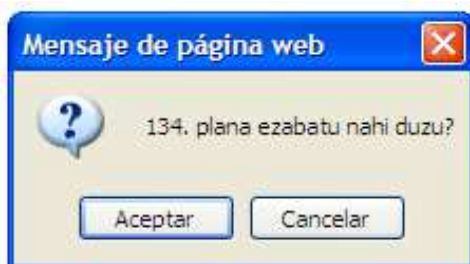 Mensaje de página web
134. plana ezabatu nahi duzu?
Aceptar
Cancelar